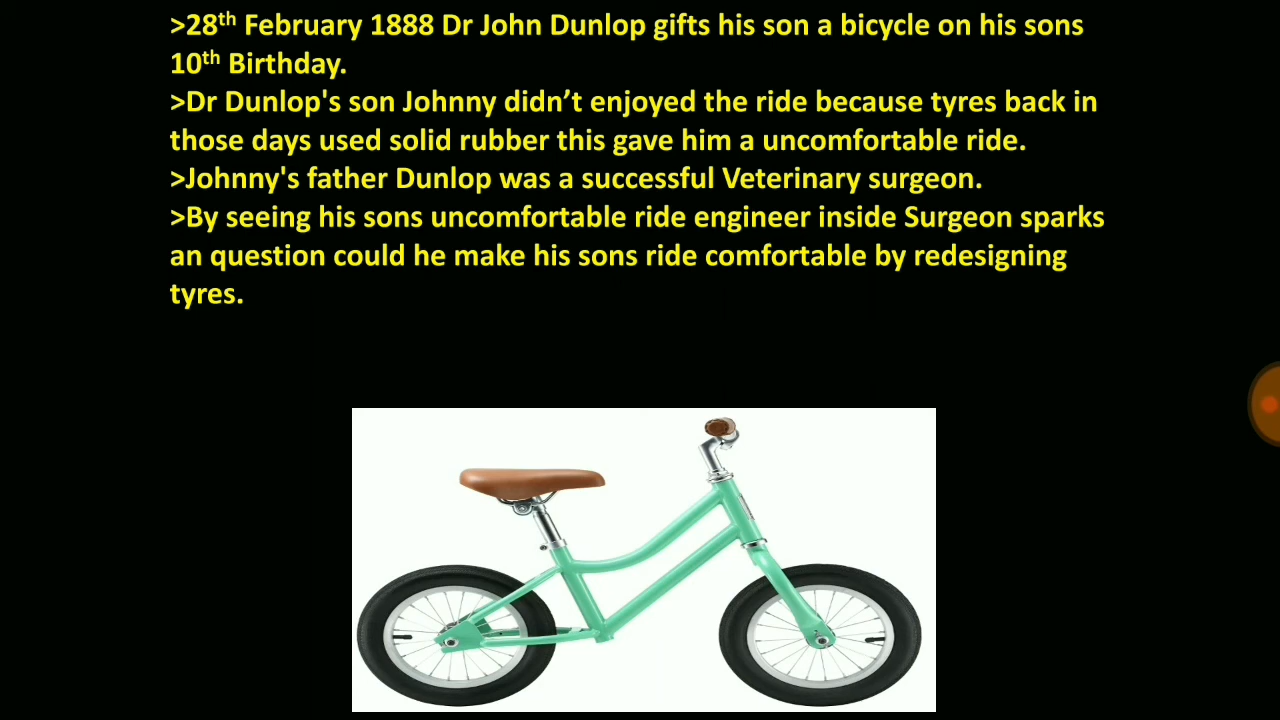 >28th February 1888 Dr John Dunlop gifts his son a bicycle on his sons
10th Birthday.
>Dr Dunlop's son Johnny didn’t enjoyed the ride because tyres back in
those days used solid rubber this gave him a uncomfortable ride.
>Johnny's father Dunlop was a successful Veterinary surgeon.
>By seeing his sons uncomfortable ride engineer inside Surgeon sparks
an question could he make his sons ride comfortable by redesigning
tyres.